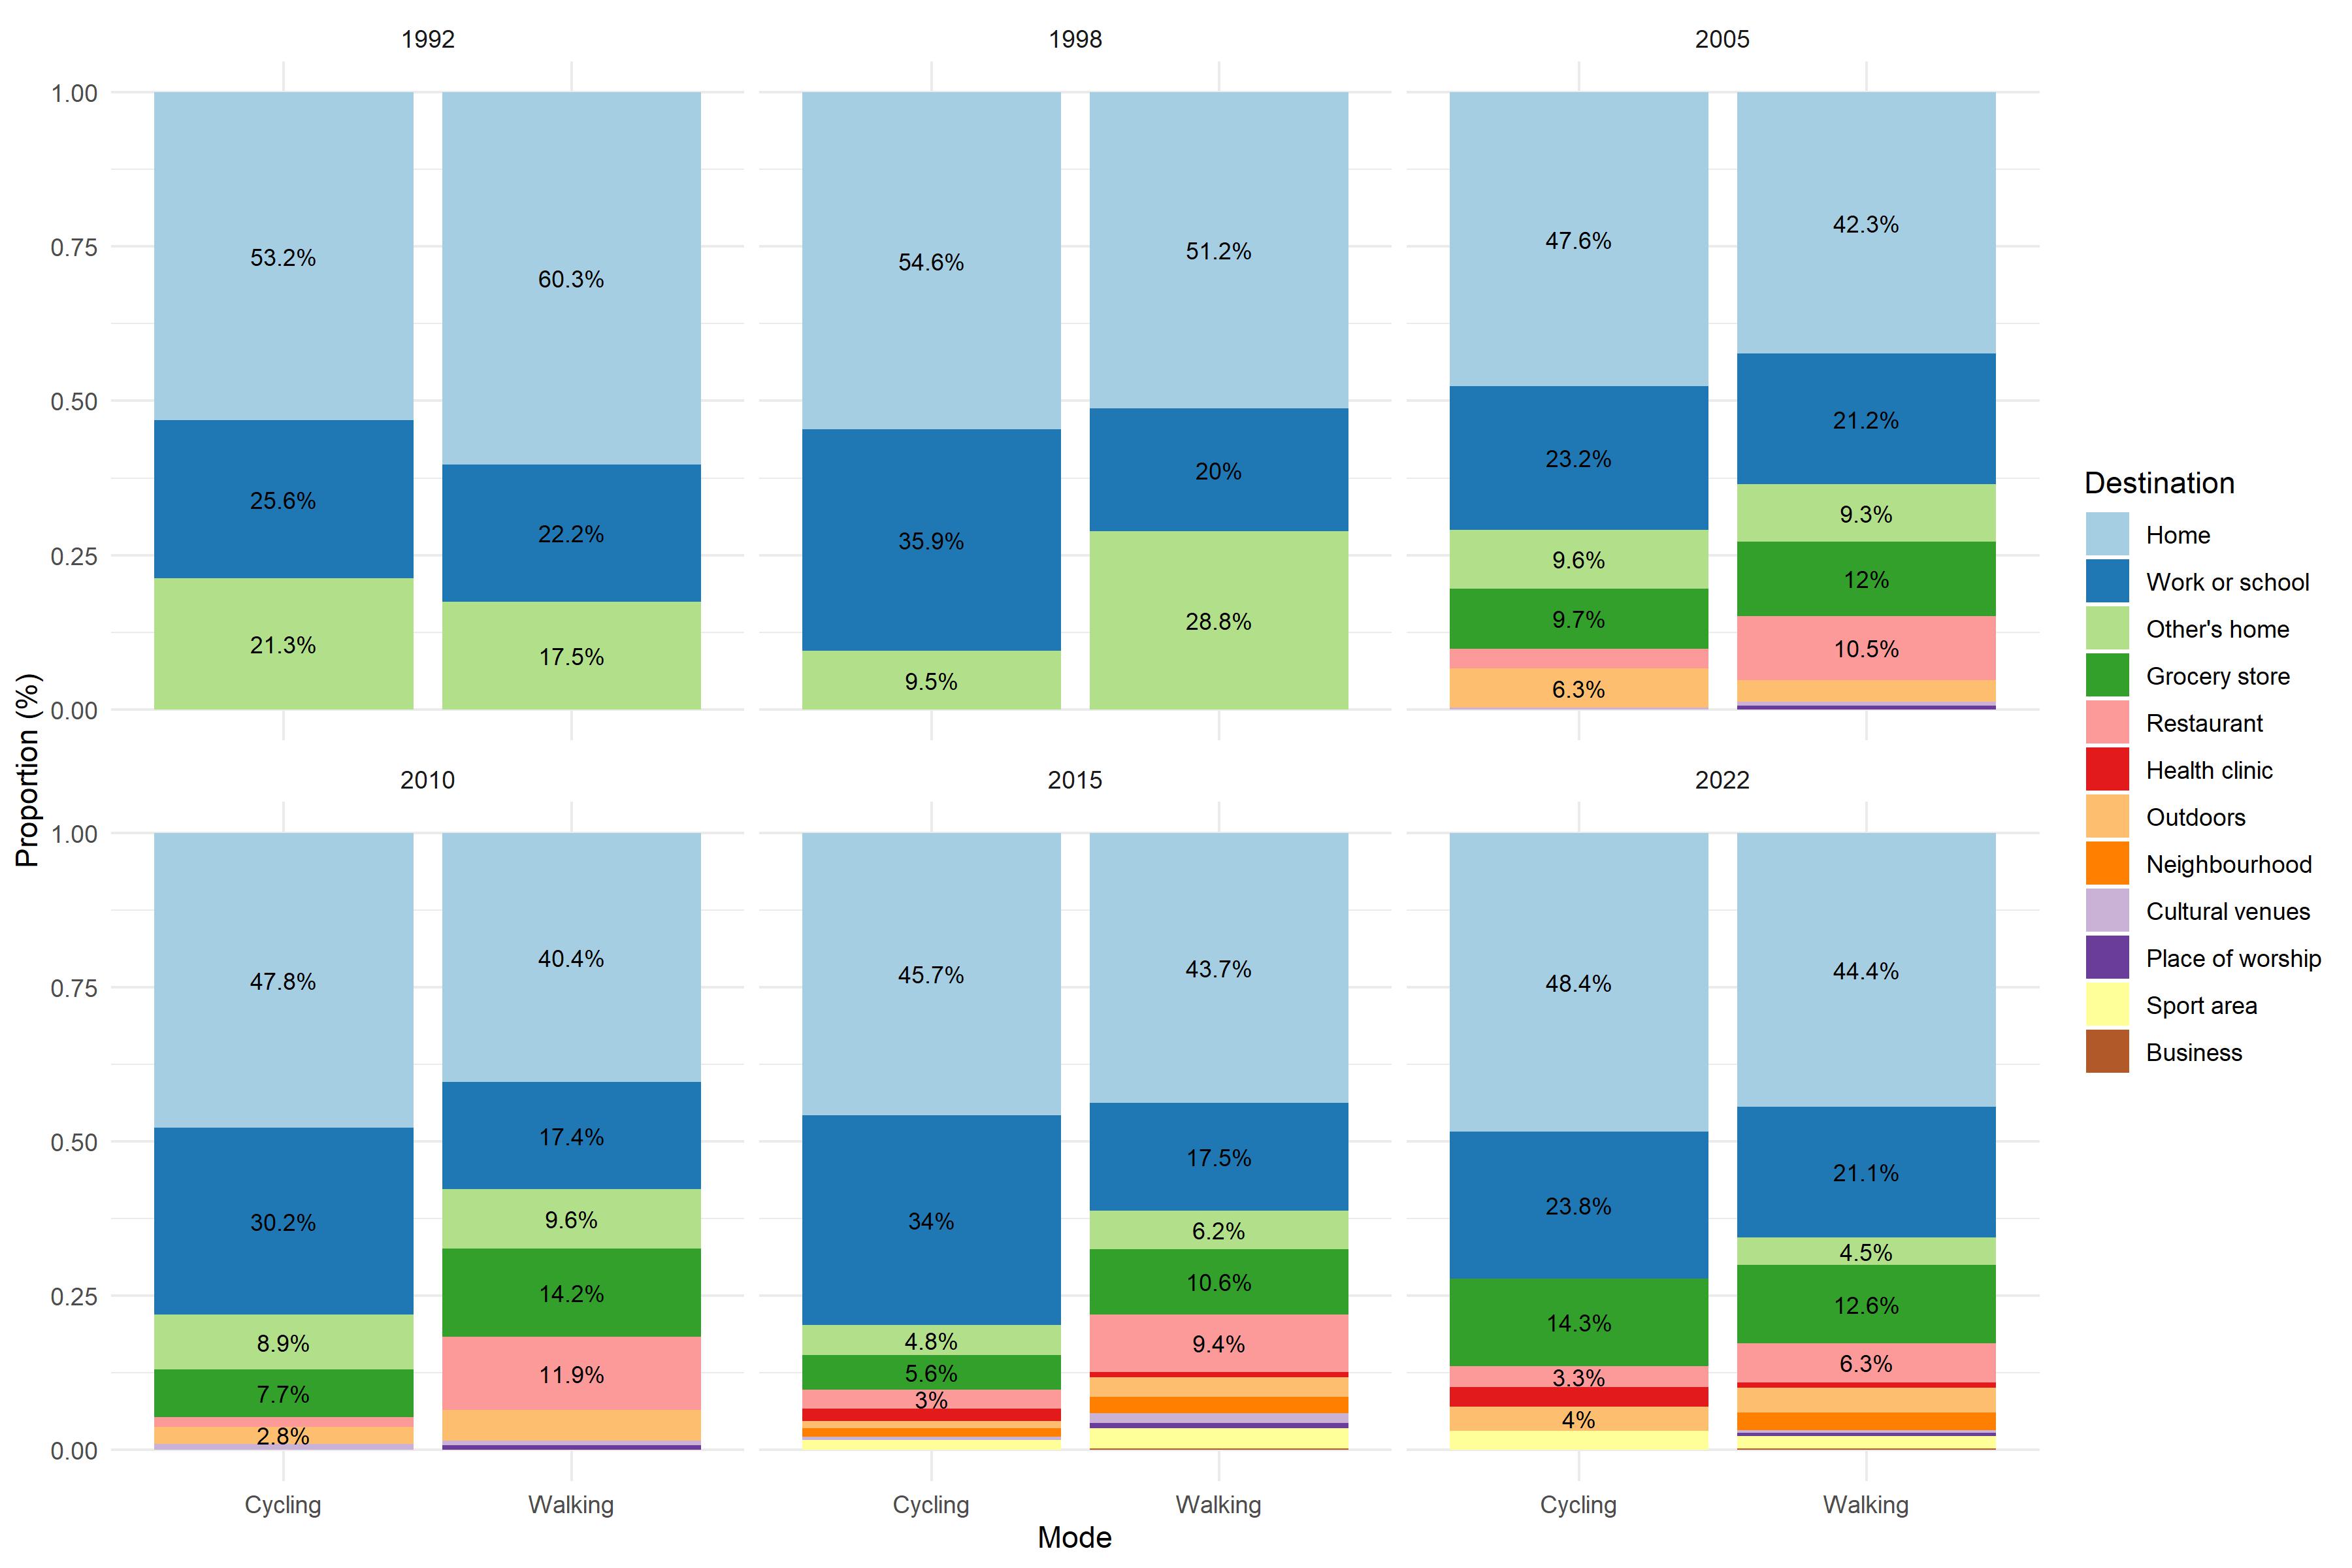 1992 1998 2005
1.00
0.75
0.50
0.25
0.00
53.2% 60.3% 54.6% 51.2% 47.6% 42.3%
25.6% 22.2% 35.9% 20% 23.2% 21.2%
21.3% 17.5% 9.5% 28.8% 9.6% 9.3%
9.7% 12%
10.5%
6.3%
2010 2015 2022
1.00
0.75
0.50
0.25
0.00
47.8% 40.4% 45.7% 43.7% 48.4% 44.4%
30.2% 17.4% 34% 17.5% 23.8% 21.1%
8.9% 9.6% 4.8% 6.2% 4.5%
7.7% 14.2% 5.6% 10.6% 14.3% 12.6%
11.9% 3% 9.4% 3.3% 6.3%
2.8% 4%
Cycling Walking Cycling Walking Cycling Walking
Mode
Proportion (%)
Destination
Home
Work or school
Other's home
Grocery store
Restaurant
Health clinic
Outdoors
Neighbourhood
Cultural venues
Place of worship
Sport area
Business